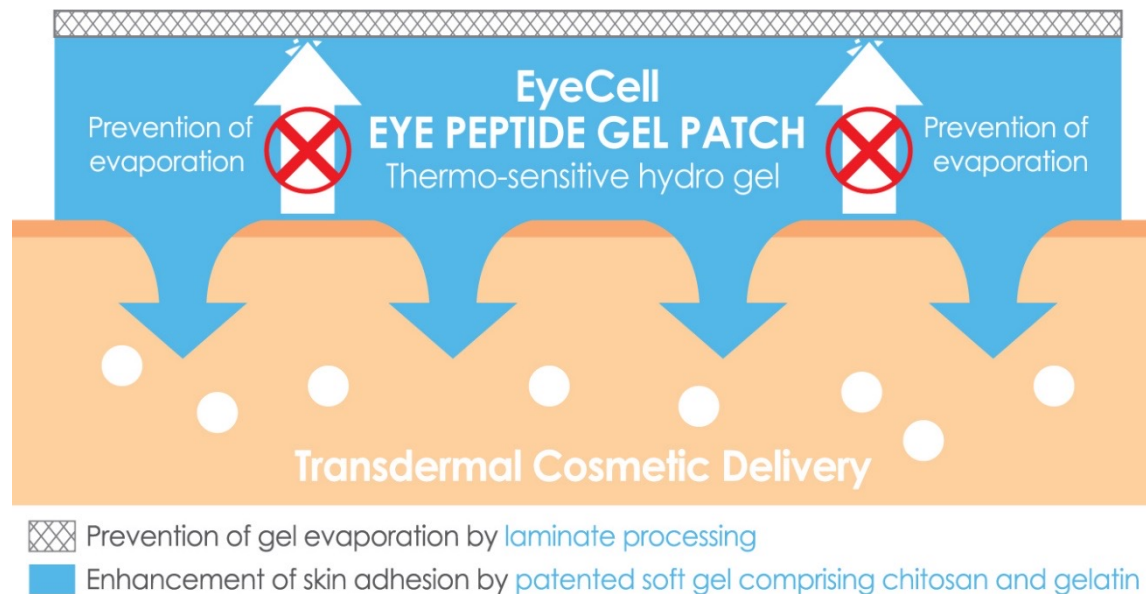 EyeCell
EYE PEPTIDE GEL PATCH
Thermo-sensitive hydro gel
Prevention of
evaporation
Prevention of
evaporation
Transdermal Cosmetic Delivery
Prevention of gel evaporation by laminate processing
Enhancement of skin adhesion by patented soft gel comprising chitosan and gelatin